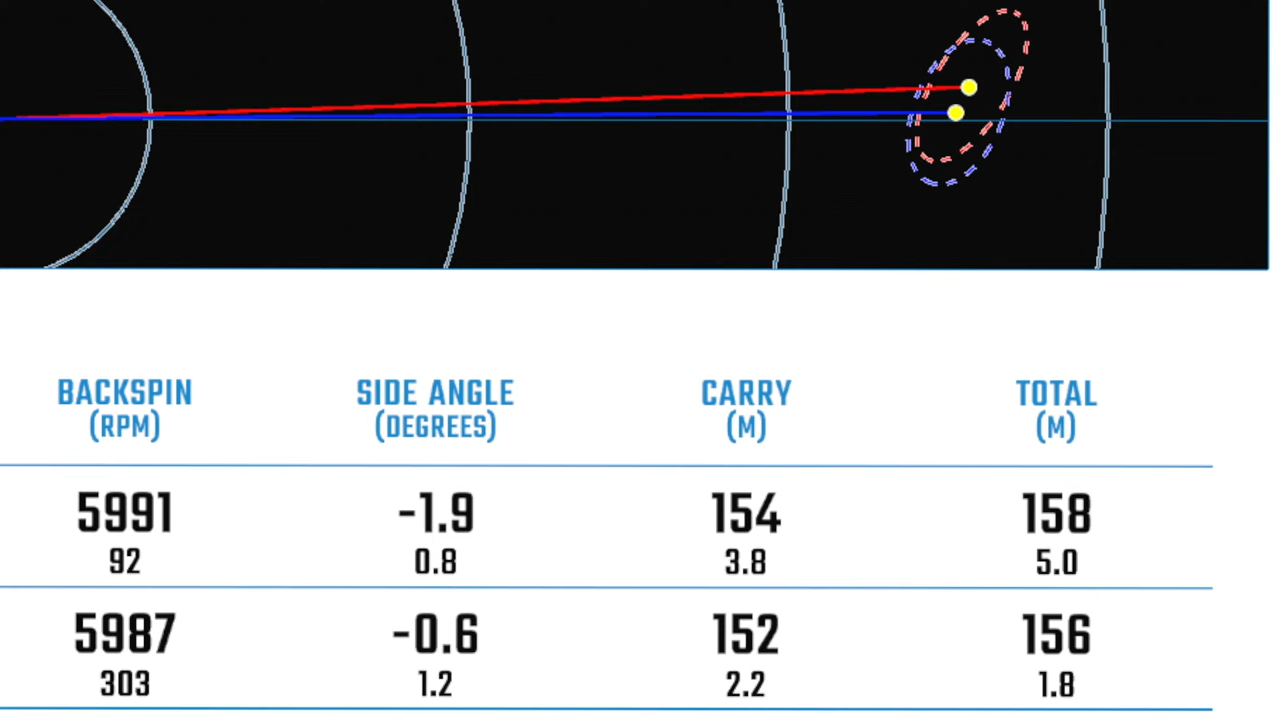 BACKSPIN SIDE ANGLE CARRY TOTAL
(RPM) (DEGREES) (M) (M)
5991 -1.9 154 158
92 0.8 3.8 5.0
5987 -0.6 152 156
303 1.2 2.2 1.8